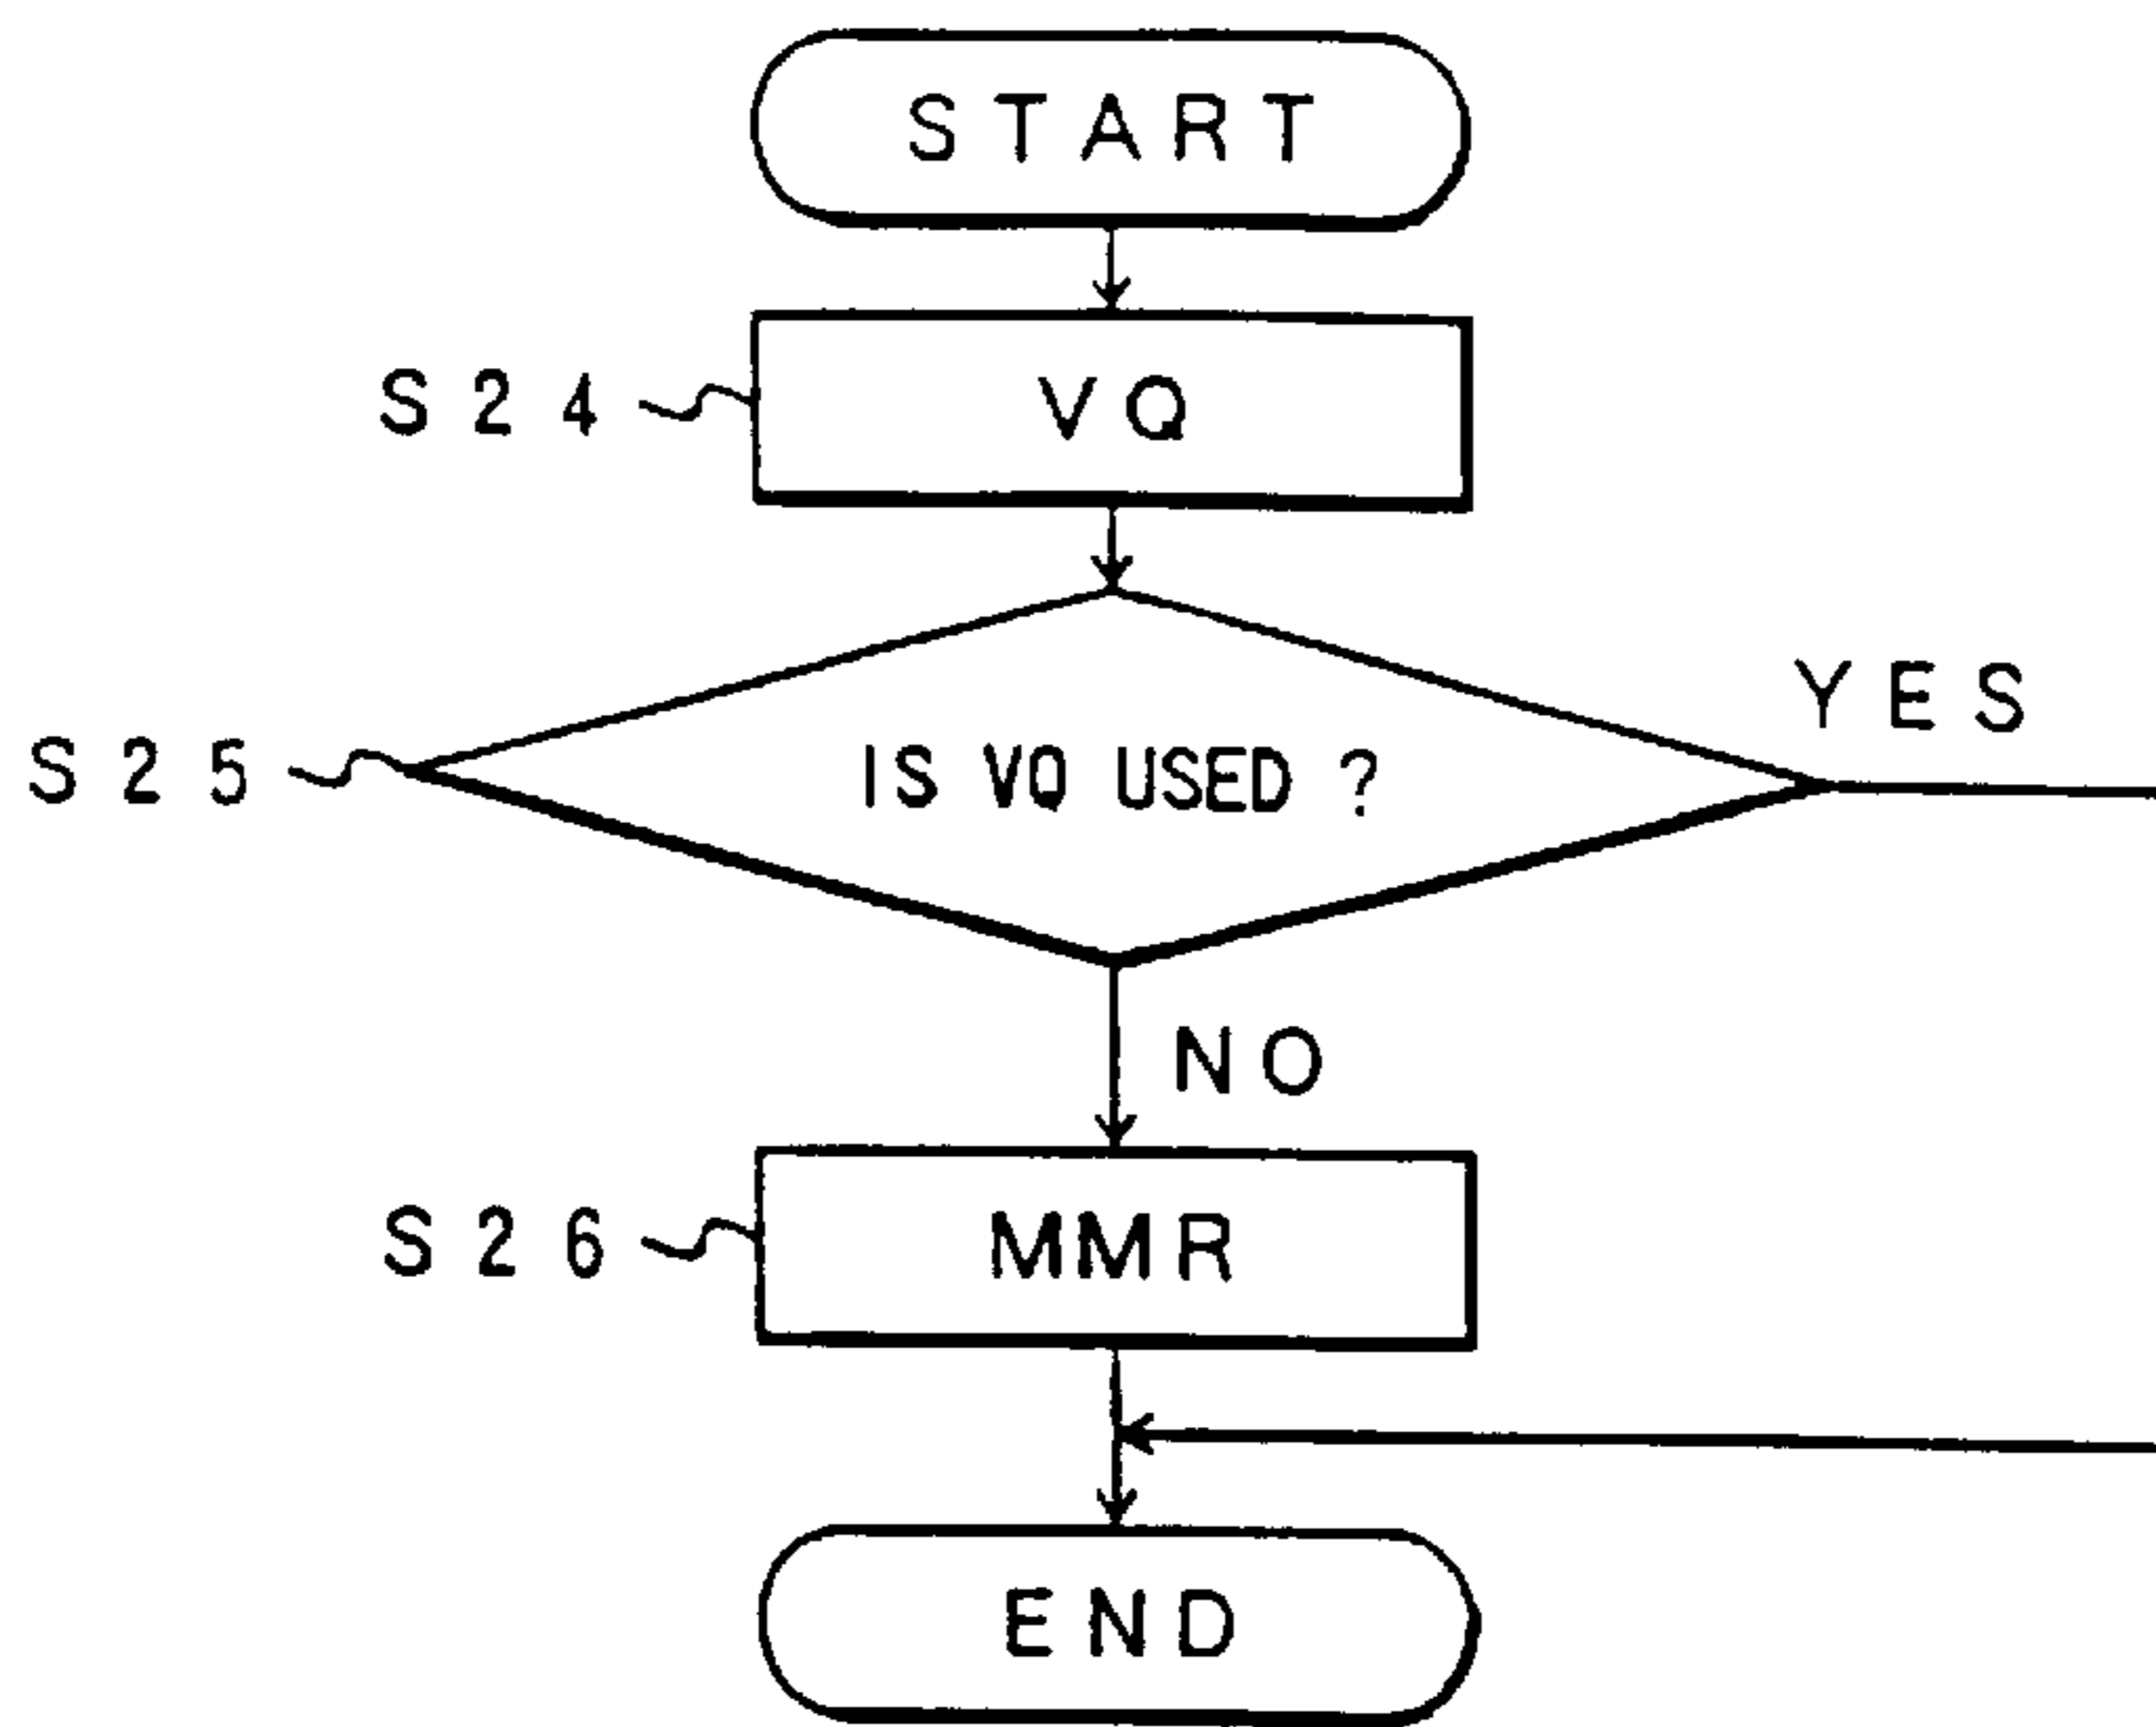 START
S24
VQ
YES
S25
IS VQ USED ?
NO
S26
MMR
END